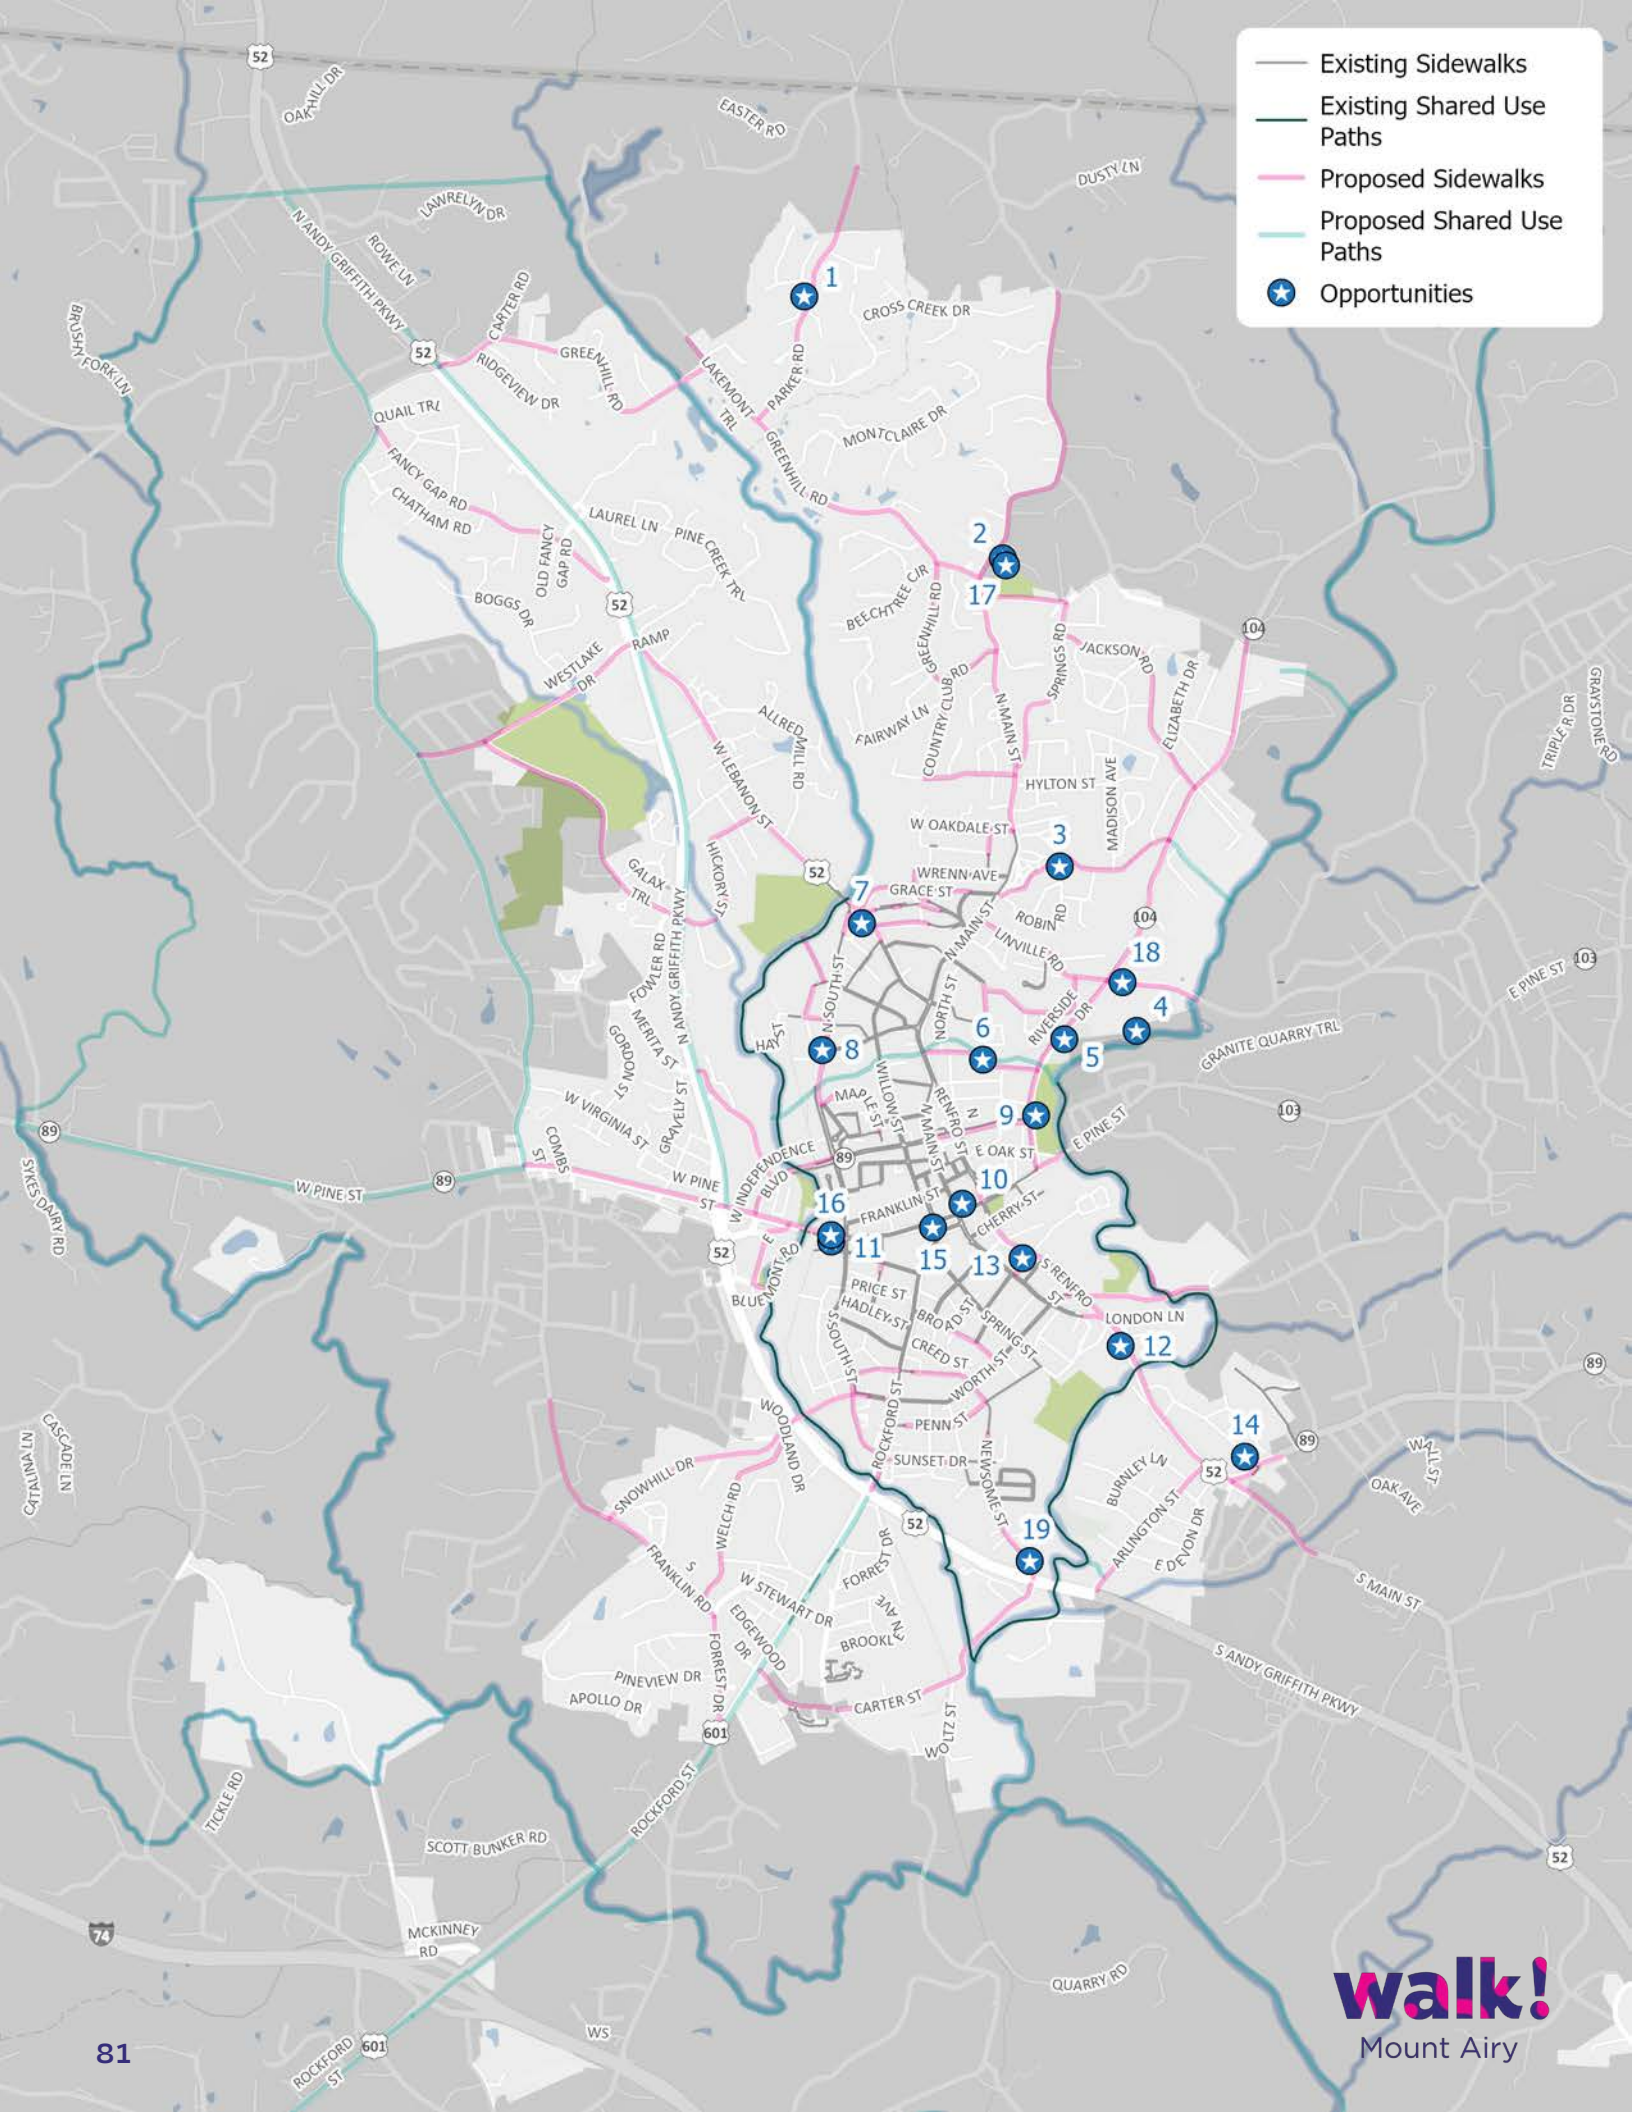 Existing Sidewalks
Existing Shared Use
Paths
Proposed Sidewalks
Proposed Shared Use
Paths
Opportunities
52
OAKHILL DR
EASTER RD
DUSTY LN
LAWRELYN DR
N ANDY GRIFFITH PKWY
ROWE LN
CARTER RD
1
CROSS CREEK DR
BRUSHY FORK LN
52
RIDGEVIEW DR
GREENHILL RD
LAKEMONT
TRL
PARKER RD
QUAIL TRL
MONTCLAIRE DR
FANCY GAP RD
CHATHAM RD
GREENHILL RD
LAUREL LN
PINE CREEK TRL
OLD FANCY
GAP RD
2
17
BEECHTREE CIR
GREENHILL RD
BOGGS DR
52
RAMP
WESTLAKE
DR
SPRINGS RD
JACKSON RD
104
ELIZABETH DR
COUNTRY CLUB RD
N MAIN ST
FAIRWAY LN
ALLRED
MILL RD
TRIPLE R DR
GRAYSTONE RD
W LEBANON ST
HYLTON ST
MADISON AVE
W OAKDALE ST
3
52
WRENN AVE
GRACE ST
7
HICKORY ST
GALAX
TRL
ROBIN RD
104
N MAIN ST
LINVILLE RD
18
4
FOWLER RD
N ANDY GRIFFITH PKWY
N SOUTH ST
NORTH ST
RIVERSIDE
DR
E PINE ST
103
MERITA ST
GORDON ST
HAY ST
8
6
5
GRANITE QUARRY TRL
W VIRGINIA ST
GRAVELY ST
MAPLE ST
WILLOW ST
RENFRO ST
N
N MAIN ST
9
E PINE ST
103
89
COMBS
ST
W INDEPENDENCE
BLVD
89
E OAK ST
SYKES DAIRY RD
W PINE ST
89
W PINE
ST
10
16
11
FRANKLIN ST
CHERRY ST
15
13
52
E
BLUEMONT RD
S RENFRO
ST
PRICE ST
HADLEY ST
BROAD ST
SPRING ST
LONDON LN
12
S SOUTH ST
CREED ST
WORTH ST
89
WOODLAND DR
ROCKFORD ST
PENN ST
14
89
CASCADE LN
CATALINA LN
SNOWHILL DR
SUNSET DR
NEWSOME ST
BURNLEY LN
52
WALL ST
OAK AVE
WELCH RD
52
19
ARLINGTON ST
E DEVON DR
S
FRANKLIN RD
W STEWART DR
FORREST DR
S MAIN ST
EDGEWOOD
DR
BROOKLYN AVE
FORREST DR
S ANDY GRIFFITH PKWY
PINEVIEW DR
APOLLO DR
CARTER ST
601
WOLTZ ST
ROCKFORD ST
TICKLE RD
SCOTT BUNKER RD
52
74
MCKINNEY
RD
QUARRY RD
WS
ROCKFORD
ST
601
walk!
Mount Airy
81